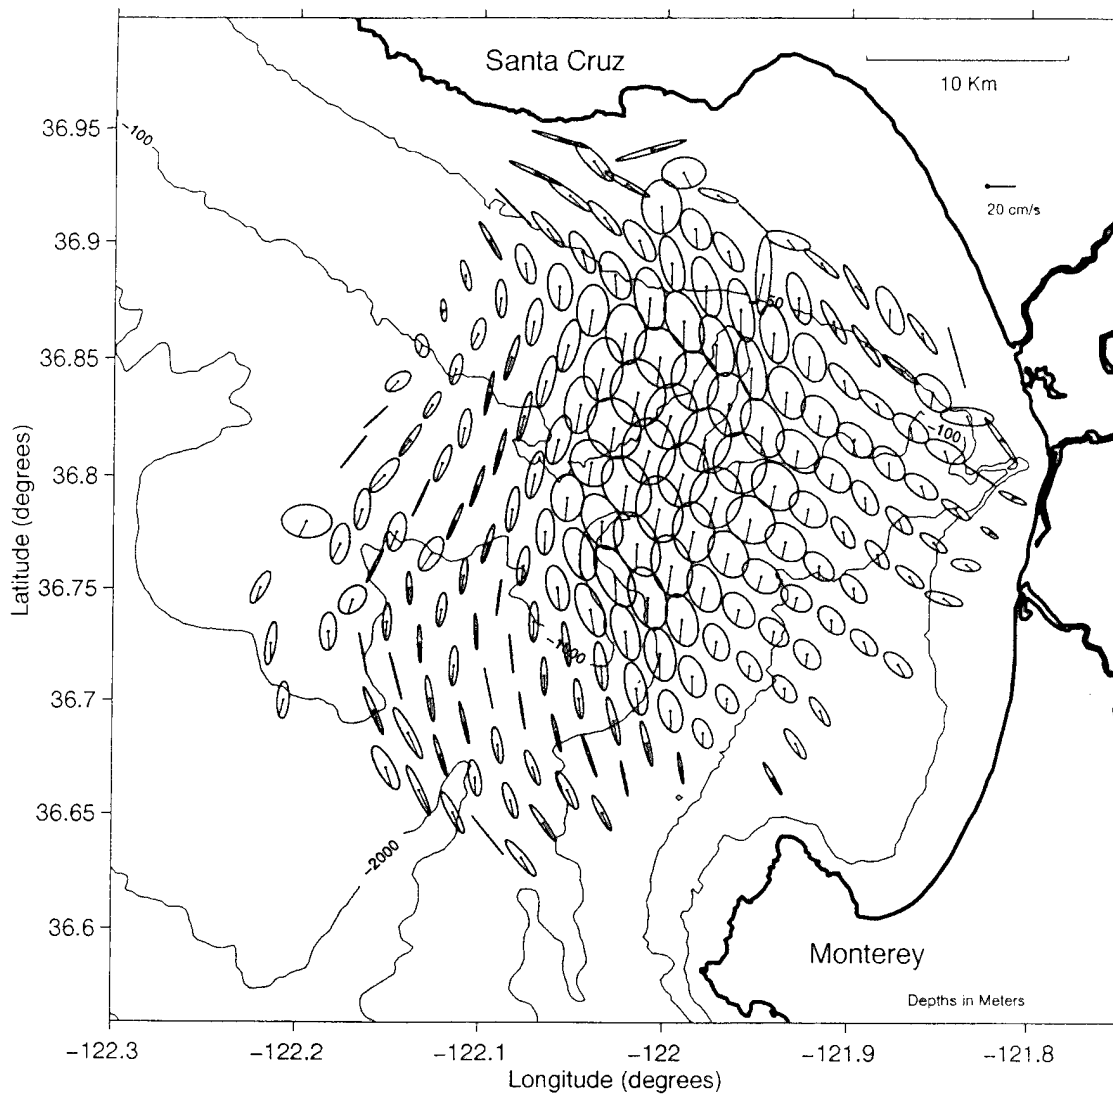 Santa Cruz
10 Km
36.95
-100
20 cm/s
36.9
-50
36.85
-100
36.8
Latitude (degrees)
36.75
-1000
36.7
36.65
-2000
36.6
Monterey
Depths in Meters
-122.3
-122.2
-122.1
-122
-121.9
-121.8
Longitude (degrees)